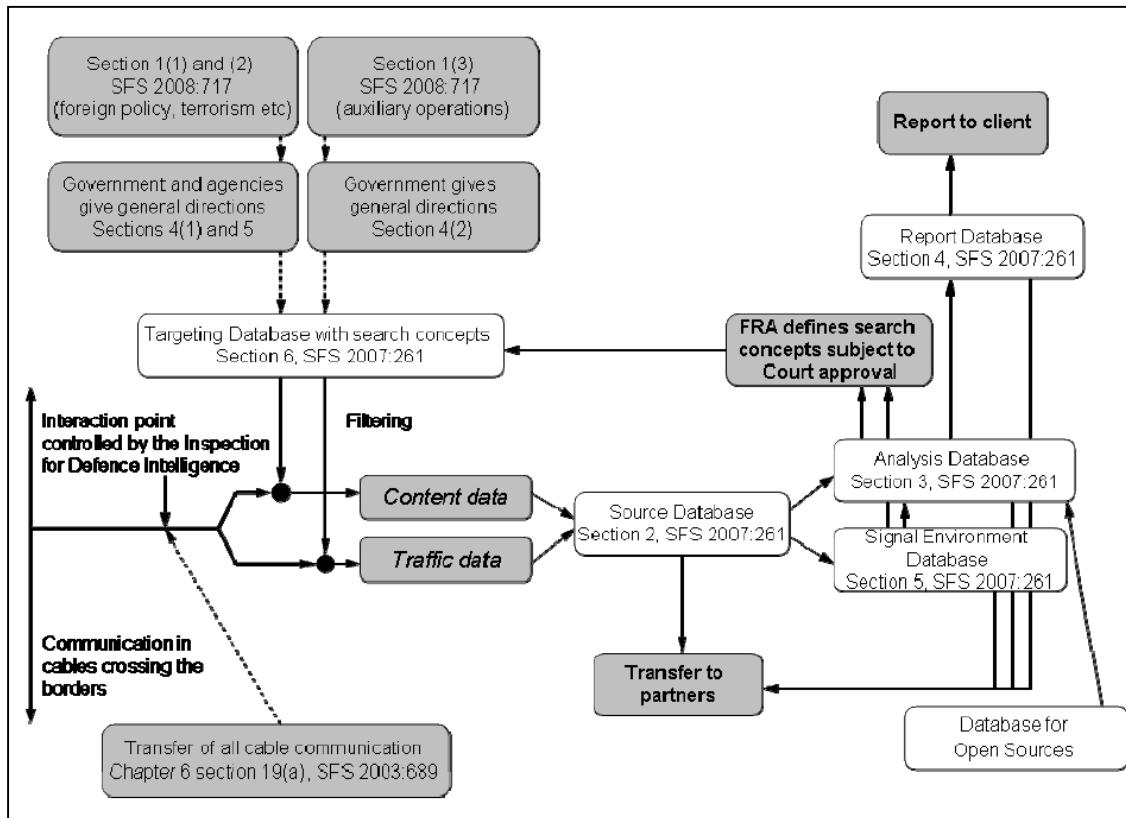 Section 1(1) and (2)
SFS 2008:717
(foreign policy, terrorism etc)
Section 1(3)
SFS 2008:717
(auxiliary operations)
Report to client
Government and agencies
give general directions
Sections 4(1) and 5
Government gives
general directions
Section 4(2)
Report Database
Section 4, SFS 2007:261
Targeting Database with search concepts
Section 6, SFS 2007:261
FRA defines search
concepts subject to
Court approval
Interaction point
controlled by the Inspection
for Defence Intelligence
Filtering
Content data
Traffic data
Source Database
Section 2, SFS 2007:261
Analysis Database
Section 3, SFS 2007:261
Signal Environment
Database
Section 5, SFS 2007:261
Communication in
cables crossing the
borders
Transfer to
partners
Database for
Open Sources
Transfer of all cable communication
Chapter 6 section 19(a), SFS 2003:689